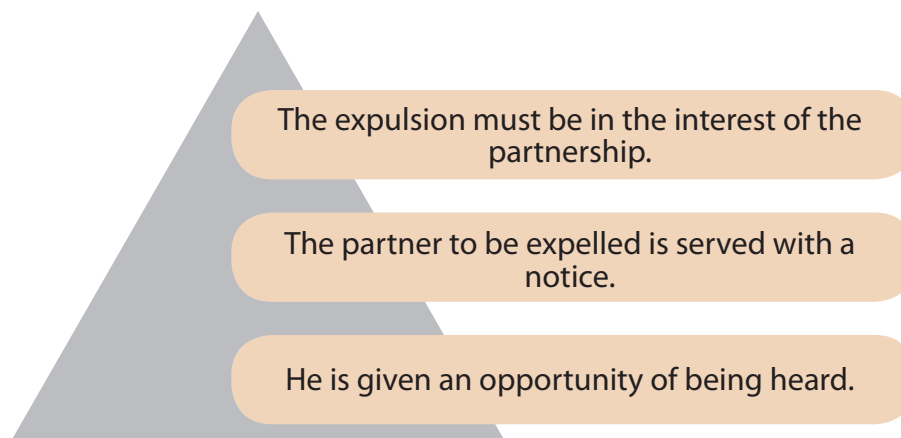 The expulsion must be in the interest of the
partnership.
The partner to be expelled is served with a
notice.
He is given an opportunity of being heard.